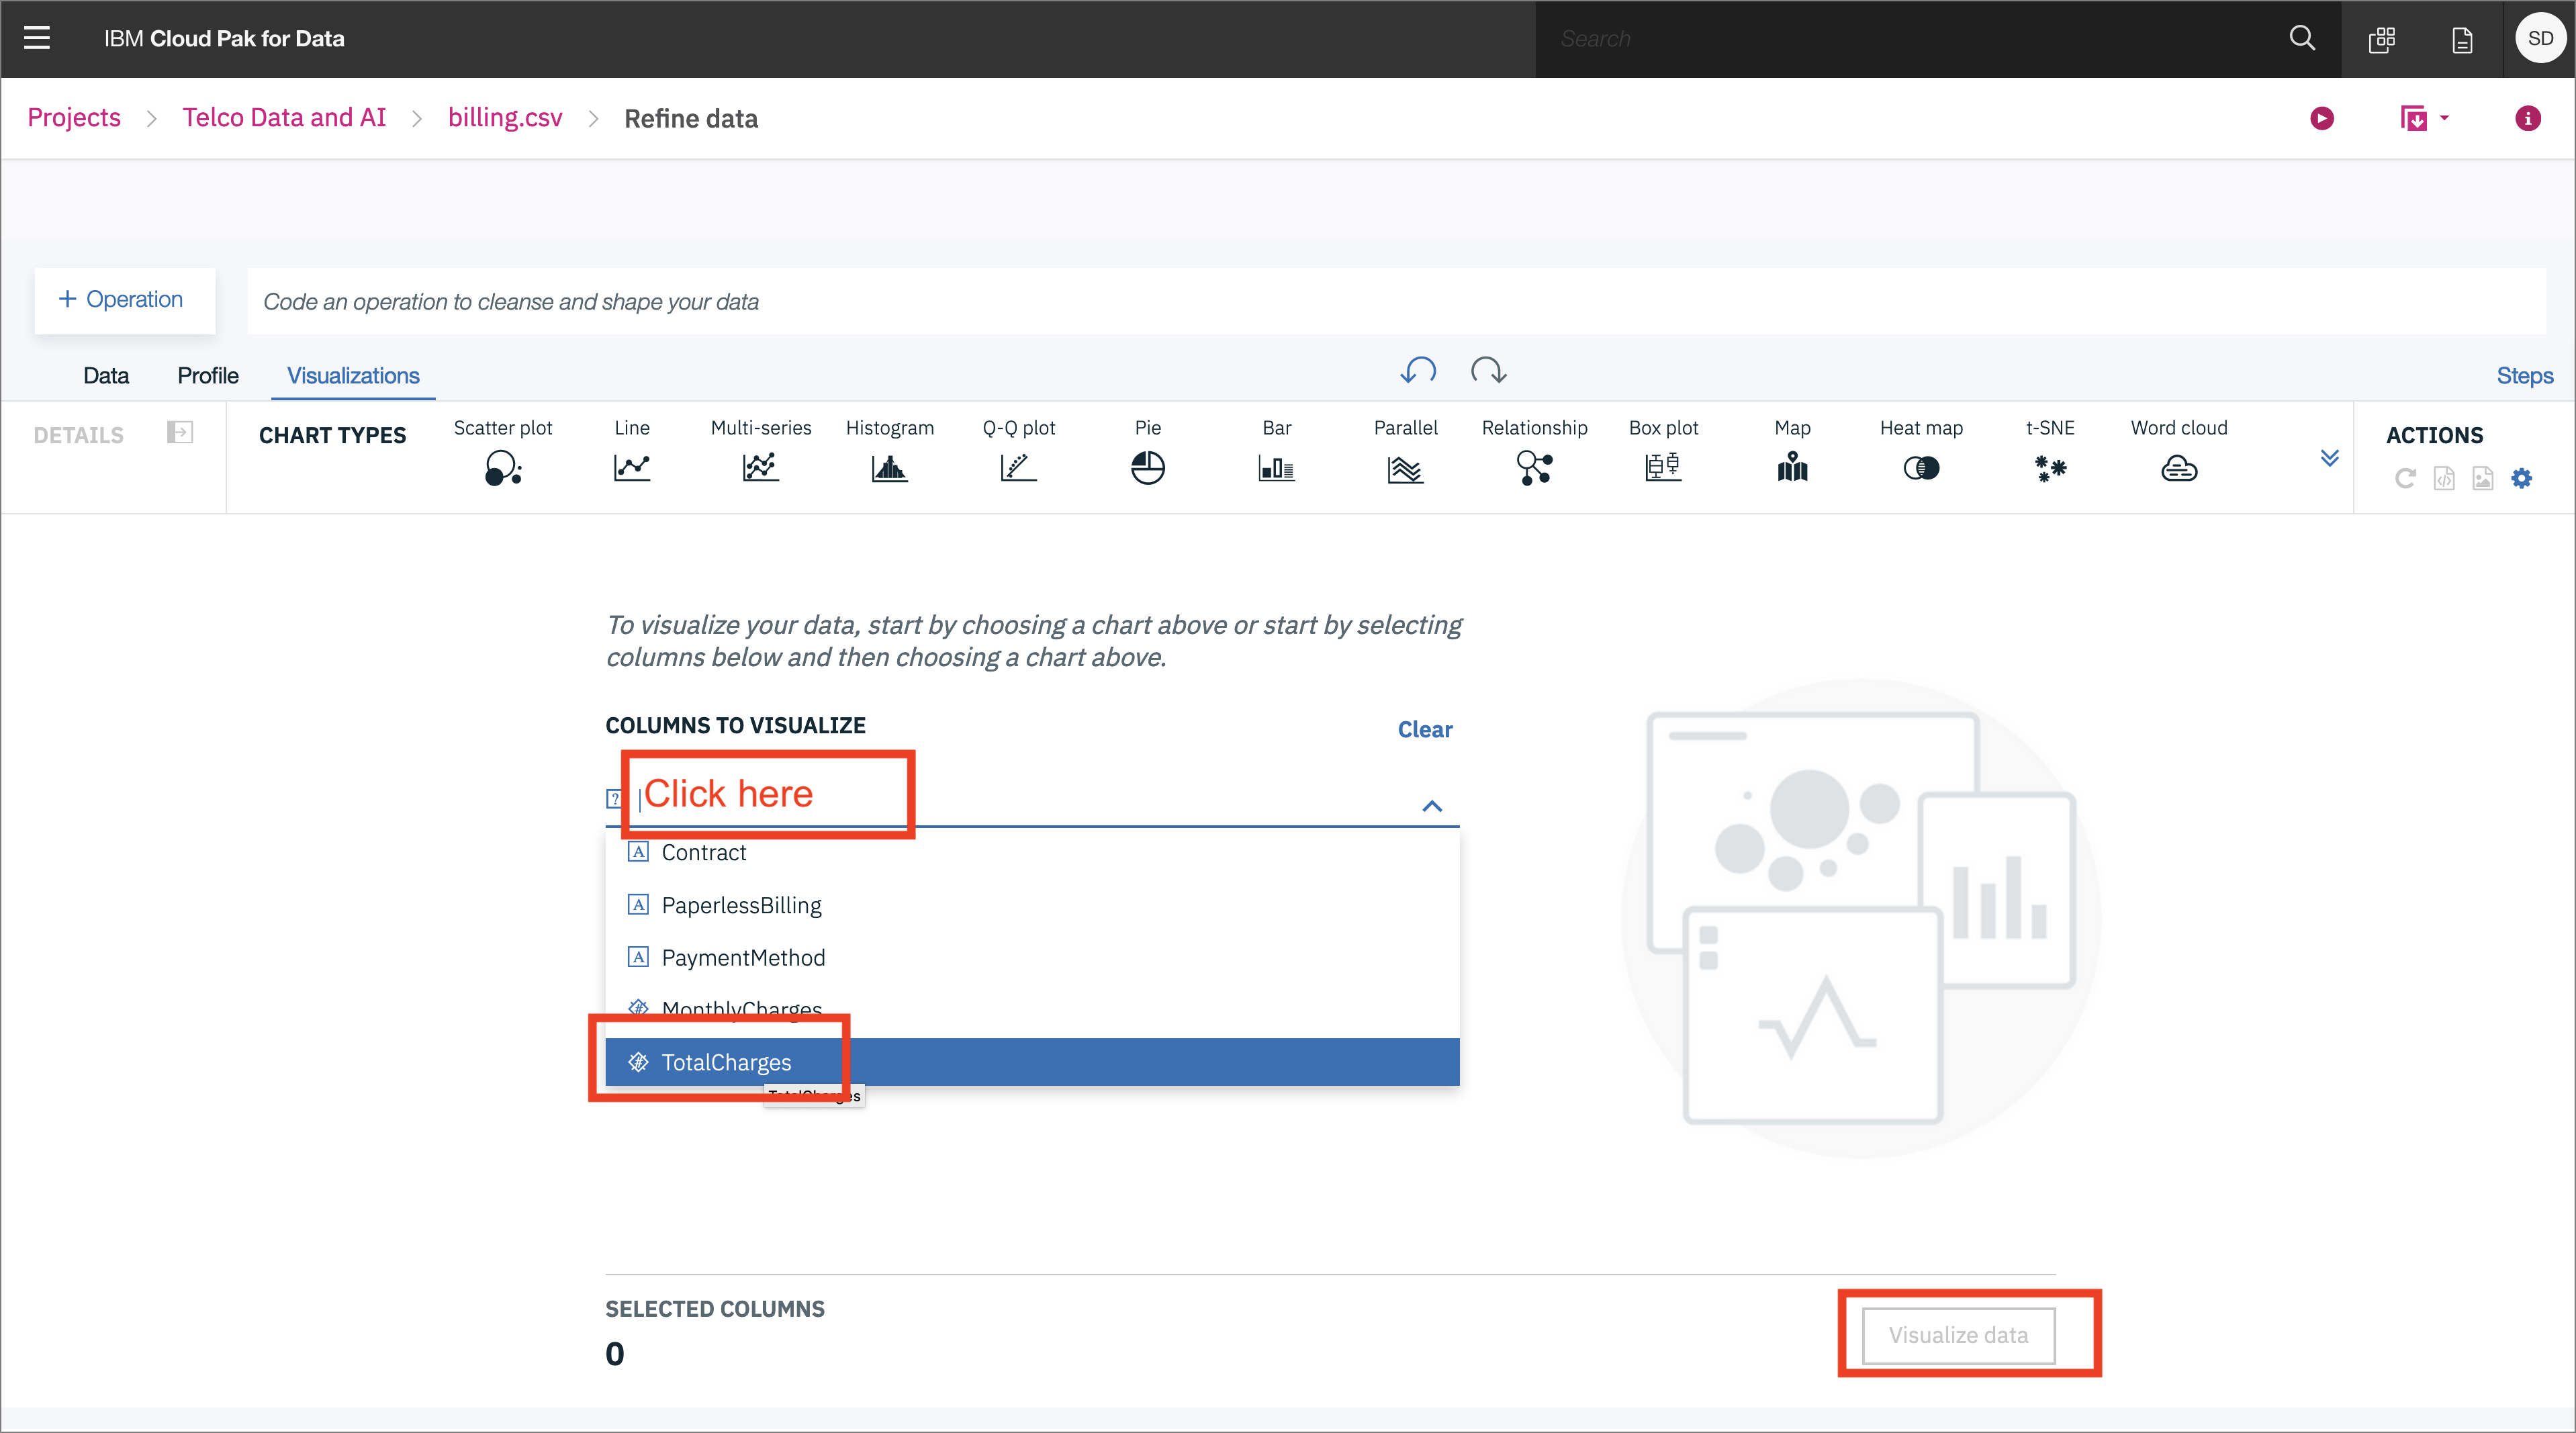 IBM Cloud Pak for Data
Search
SD
Projects > Telco Data and AI > billing.csv > Refine data
+ Operation
Code an operation to cleanse and shape your data
Data Profile Visualizations
Steps
DETAILS
CHART TYPES
Scatter plot Line Multi-series Histogram Q-Q plot Pie Bar Parallel Relationship Box plot Map Heat map t-SNE Word cloud
ACTIONS
To visualize your data, start by choosing a chart above or start by selecting
columns below and then choosing a chart above.
COLUMNS TO VISUALIZE
Clear
Click here
Contract
PaperlessBilling
PaymentMethod
MonthlyCharges
TotalCharges
TotalCharges
SELECTED COLUMNS
0
Visualize data